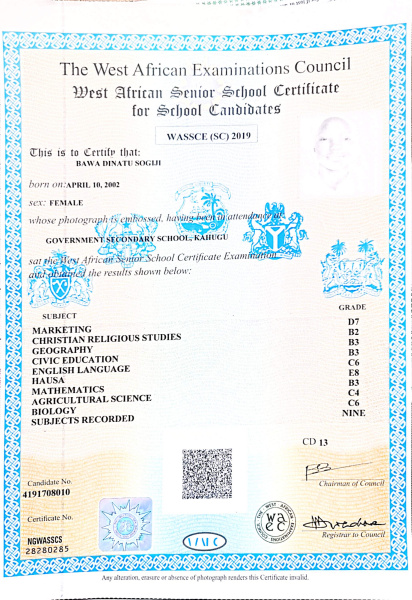 The West African Examinations Council
West African Senior School Certificate
for School Candidates
WASSCE (SC) 2019
This is to Certify that:
BAWA DINATU SOGIJI
born on: APRIL 10, 2002
sex: FEMALE
whose photograph is embossed, having been in attendance at
GOVERNMENT SECONDARY SCHOOL, KAHUGU
sat the West African Senior School Certificate Examination
and obtained the results shown below:
SUBJECT GRADE
MARKETING D7
CHRISTIAN RELIGIOUS STUDIES B2
GEOGRAPHY B3
CIVIC EDUCATION B3
ENGLISH LANGUAGE C6
HAUSA E8
MATHEMATICS B3
AGRICULTURAL SCIENCE C4
BIOLOGY C6
SUBJECTS RECORDED NINE
CD 13
Candidate No.
4191708010
Chairman of Council
Certificate No.
NGWASSCS
28280285
Registrar to Council
Any alteration, erasure or absence of photograph renders this Certificate invalid.